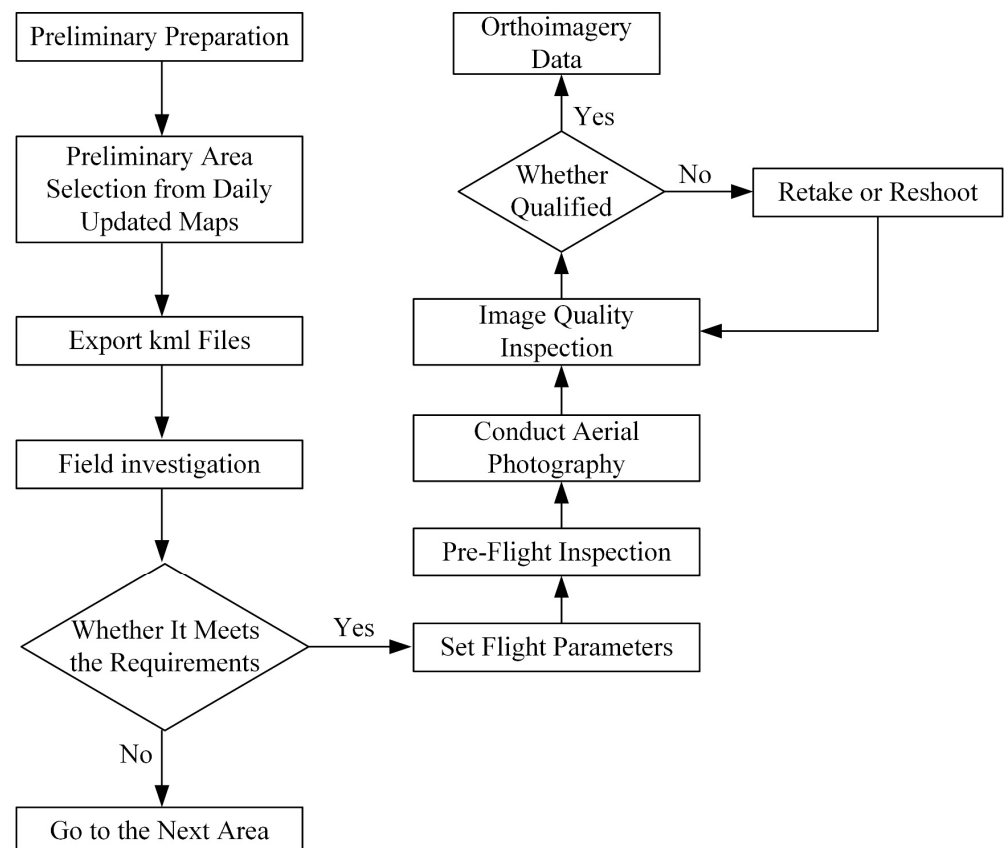 Preliminary Preparation
Preliminary Area
Selection from Daily
Updated Maps
Export kml Files
Field investigation
Whether It Meets
the Requirements
Yes
No
Go to the Next Area
Set Flight Parameters
Pre-Flight Inspection
Conduct Aerial
Photography
Image Quality
Inspection
Whether
Qualified
No
Retake or Reshoot
Yes
Orthoimagery
Data